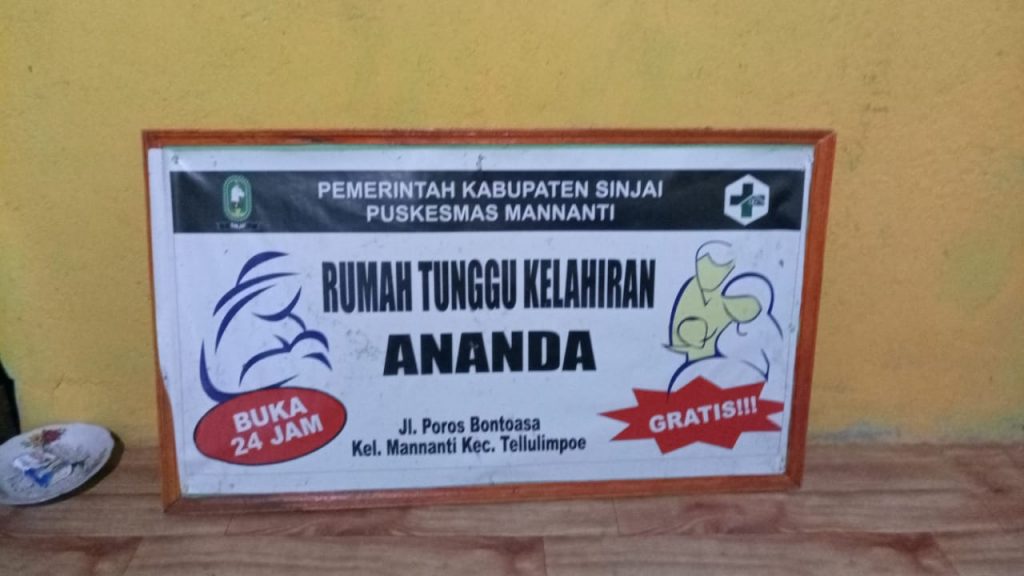 PEMERINTAH KABUPATEN SINJAI
PUSKESMAS MANNANTI
RUMAH TUNGGU KELAHIRAN
ANANDA
BUKA
24 JAM
GRATIS!!!
Jl. Poros Bontoasa
Kel. Mannanti Kec. Tellulimpoe